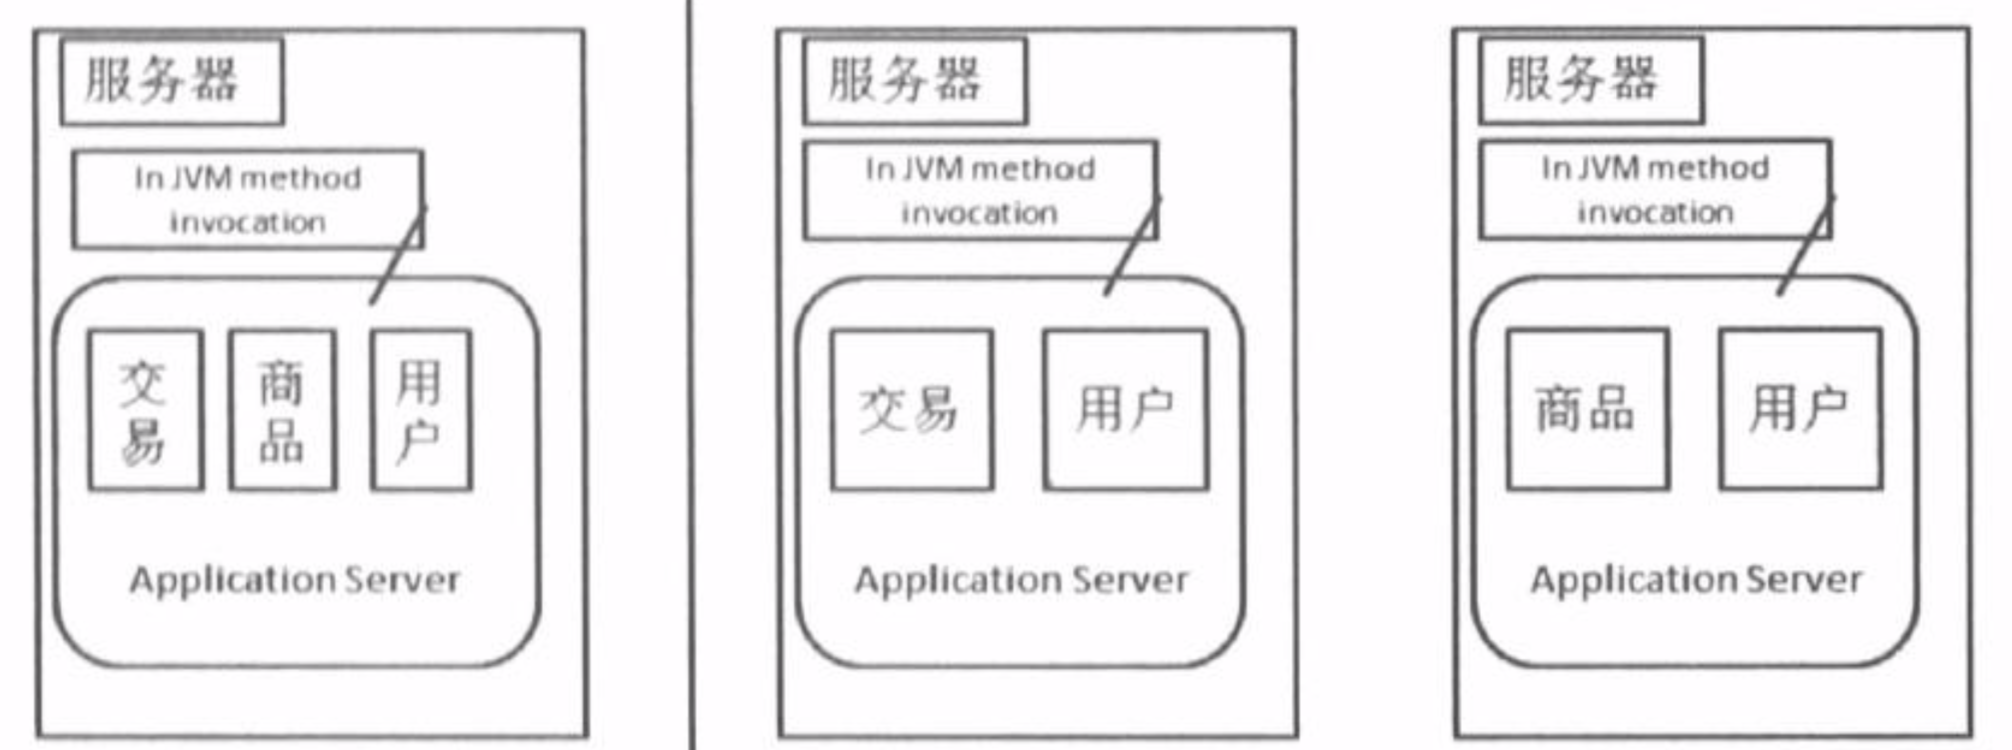 服务器
In JVM method
invocation
交易
商品
用户
Application Server
服务器
In JVM method
invocation
交易
用户
Application Server
服务器
In JVM method
invocation
商品
用户
Application Server